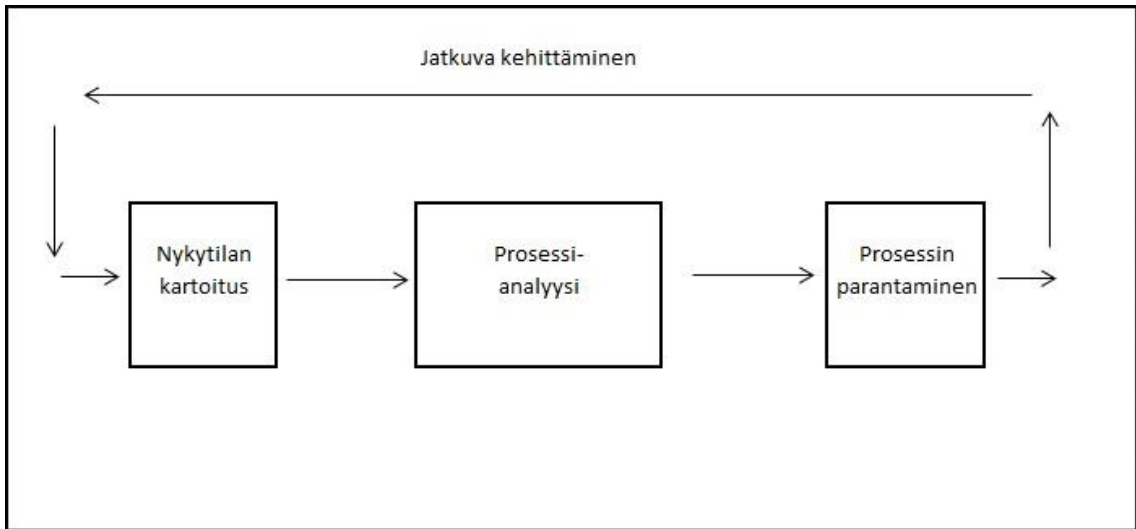 Jatkuva kehittäminen
Nykytilan
kartoitus
Prosessi-
analyysi
Prosessin
parantaminen